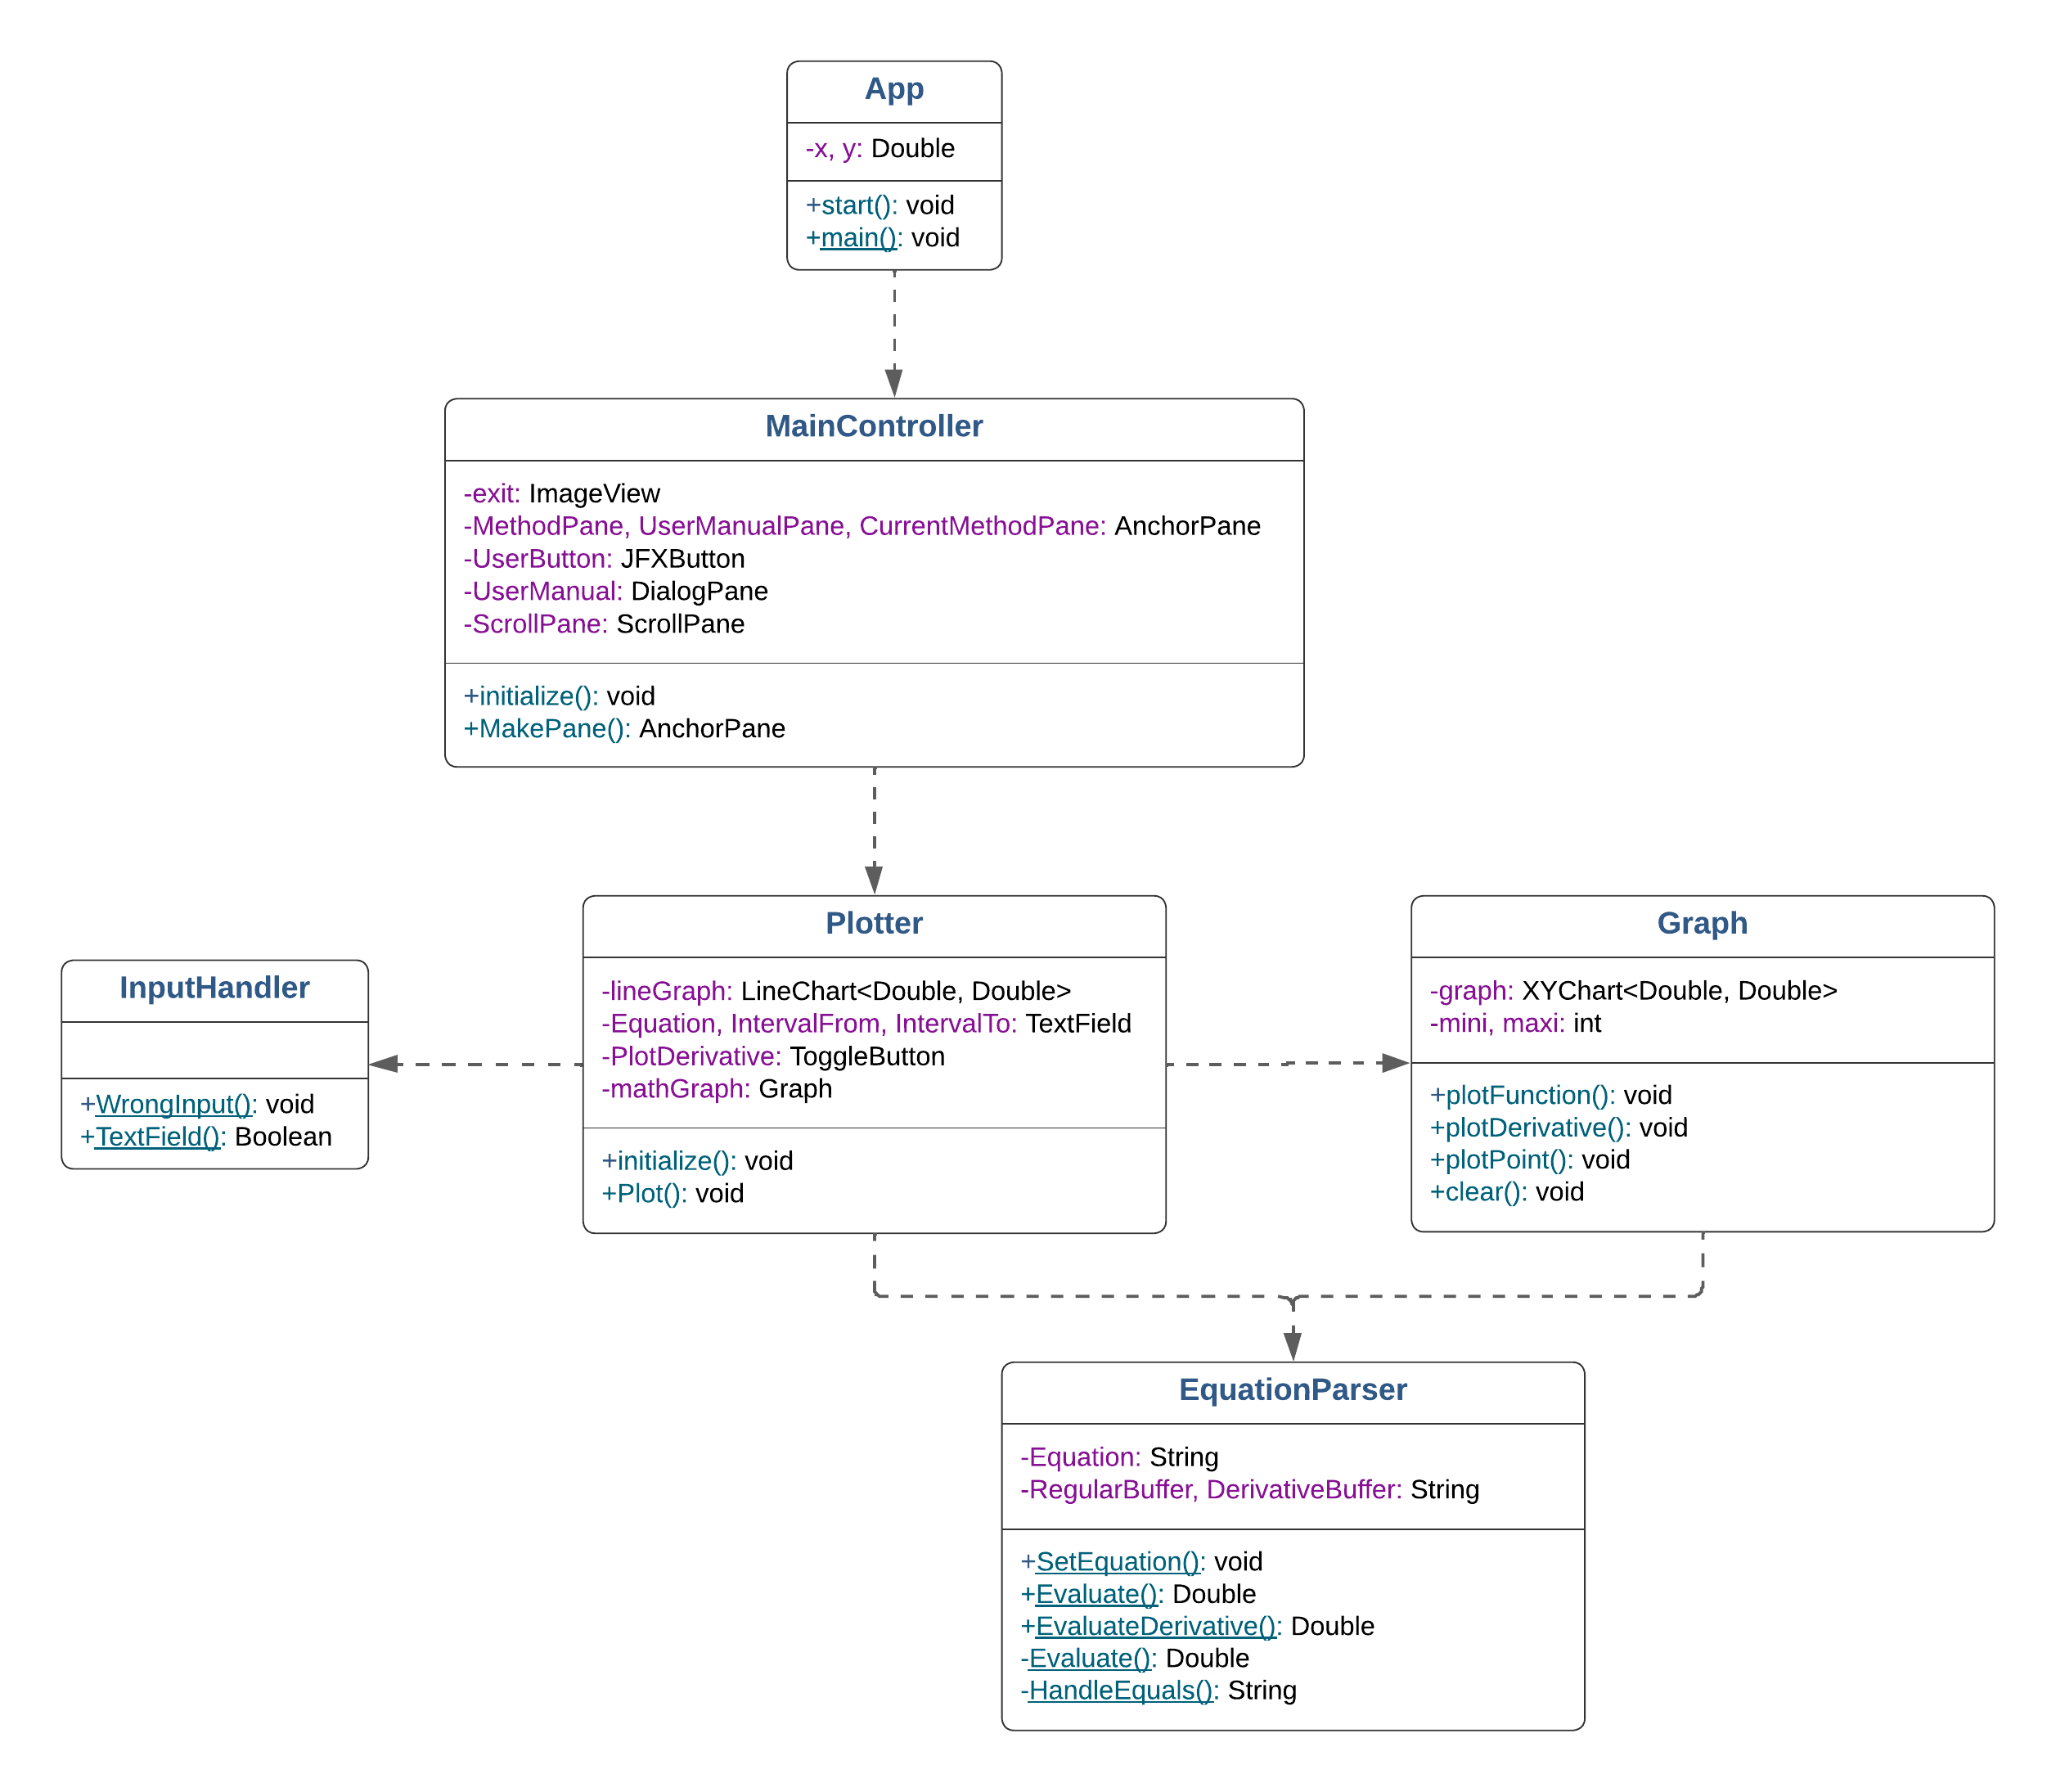 App
-x, y: Double
+start(): void
+main(): void
MainController
-exit: ImageView
-MethodPane, UserManualPane, CurrentMethodPane: AnchorPane
-UserButton: JFXButton
-UserManual: DialogPane
-ScrollPane: ScrollPane
+initialize(): void
+MakePane(): AnchorPane
InputHandler
+WrongInput(): void
+TextField(): Boolean
Plotter
-lineGraph: LineChart<Double, Double>
-Equation, IntervalFrom, IntervalTo: TextField
-PlotDerivative: ToggleButton
-mathGraph: Graph
+initialize(): void
+Plot(): void
Graph
-graph: XYChart<Double, Double>
-mini, maxi: int
+plotFunction(): void
+plotDerivative(): void
+plotPoint(): void
+clear(): void
EquationParser
-Equation: String
-RegularBuffer, DerivativeBuffer: String
+SetEquation(): void
+Evaluate(): Double
+EvaluateDerivative(): Double
-Evaluate(): Double
-HandleEquals(): String